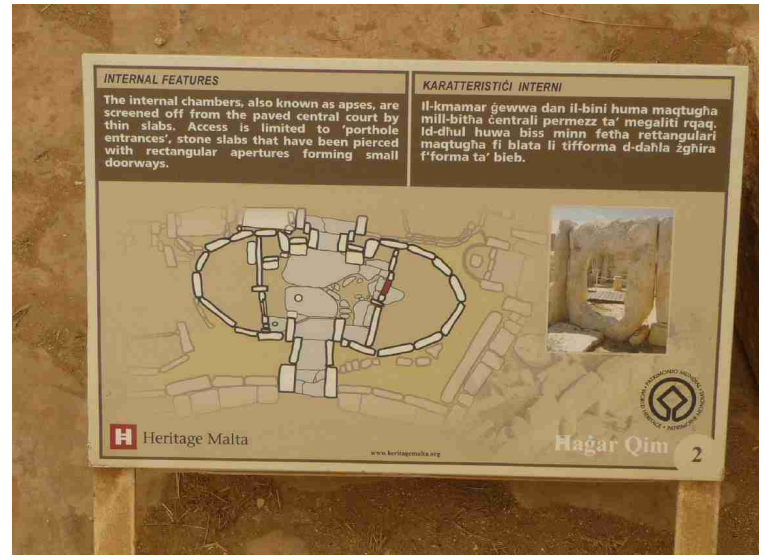 INTERNAL FEATURES
The internal chambers, also known as apses, are
screened off from the paved central court by
thin slabs. Access is limited to ‘porthole
entrances’, stone slabs that have been pierced
with rectangular apertures forming small
doorways.
KARATTERISTIĊI INTERNI
Il-kmamar ġewwa dan il-bini huma maqtugħa
mill-bitħa ċentrali permezz ta’ megaliti rqaq.
Id-dħul huwa biss minn fetħa rettangulari
maqtugħa fi blata li tifforma d-daħla żgħira
f’forma ta’ bieb.
Heritage Malta
www.heritagemalta.org
Ħaġar Qim
2